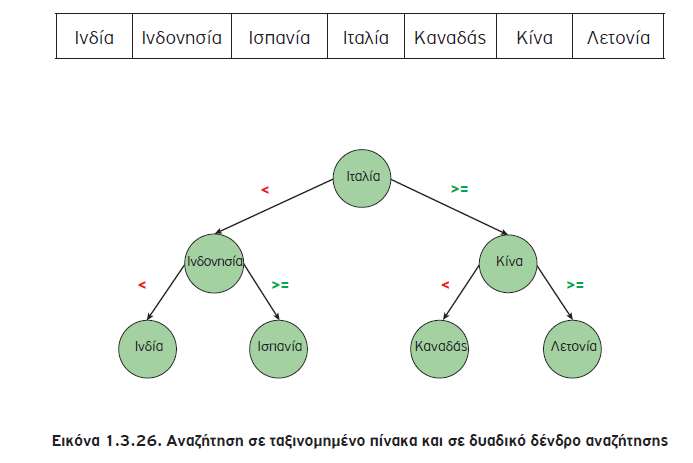 Ινδία Ινδονησία Ισπανία Ιταλία Καναδάς Κίνα Λετονία
Ιταλία
< >=
Ινδονησία Κίνα
< >= < >=
Ινδία Ισπανία Καναδάς Λετονία
Εικόνα 1.3.26. Αναζήτηση σε ταξινομημένο πίνακα και σε δυαδικό δένδρο αναζήτησης